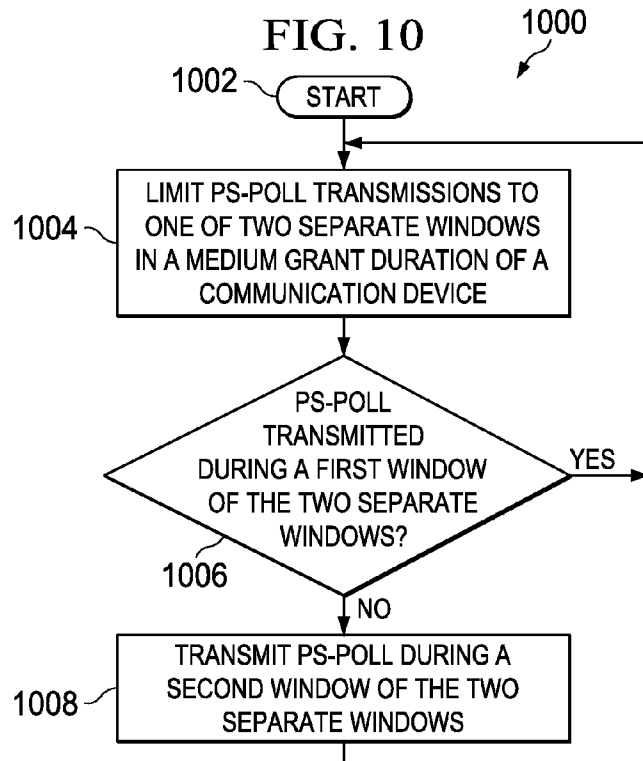 FIG. 10
1000
1002
START
1004
LIMIT PS-POLL TRANSMISSIONS TO
ONE OF TWO SEPARATE WINDOWS
IN A MEDIUM GRANT DURATION OF A
COMMUNICATION DEVICE
PS-POLL
TRANSMITTED
DURING A FIRST WINDOW
OF THE TWO SEPARATE
WINDOWS?
YES
1006
NO
1008
TRANSMIT PS-POLL DURING A
SECOND WINDOW OF THE TWO
SEPARATE WINDOWS